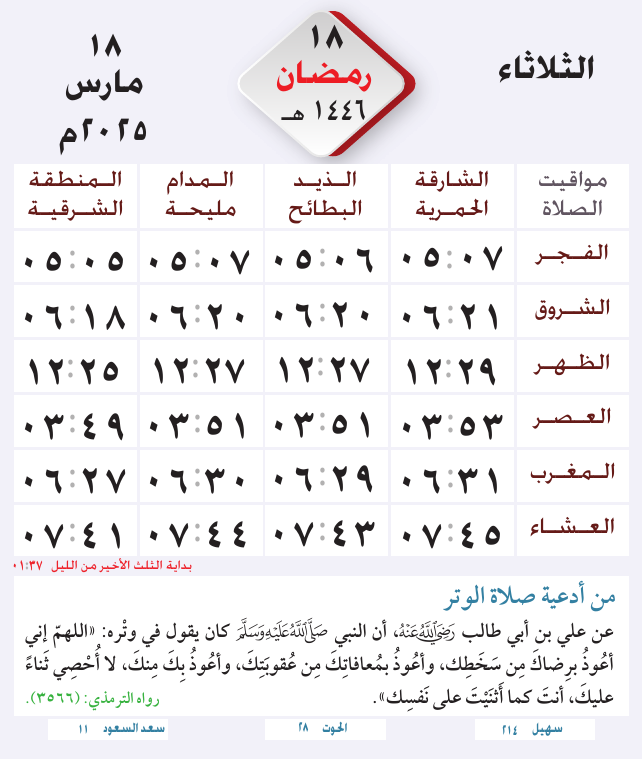 الثلاثاء
١٨
رمضان
١٤٤٦ هـ
١٨
مارس
٢٠٢٥م
مواقيت الصلاة | الشارقة الحمرية | الذيد البطائح | المدام مليحة | المنطقة الشرقية
الفجر ٠٥:٠٧ ٠٥:٠٦ ٠٥:٠٧ ٠٥:٠٥
الشروق ٠٦:٢١ ٠٦:٢٠ ٠٦:٢٠ ٠٦:١٨
الظهر ١٢:٢٩ ١٢:٢٧ ١٢:٢٧ ١٢:٢٥
العصر ٠٣:٥٣ ٠٣:٥١ ٠٣:٥١ ٠٣:٤٩
المغرب ٠٦:٣١ ٠٦:٢٩ ٠٦:٣٠ ٠٦:٢٧
العشاء ٠٧:٤٥ ٠٧:٤٣ ٠٧:٤٤ ٠٧:٤١
بداية الثلث الأخير من الليل ٠١:٣٧
من أدعية صلاة الوتر
عن علي بن أبي طالب رَضِيَ اللَّهُ عَنْهُ، أن النبي صَلَّى اللَّهُ عَلَيْهِ وَسَلَّمَ كان يقول في وتْره: «اللهمّ إني
أعُوذُ برِضاكَ مِن سَخَطِك، وأعُوذُ بمُعافاتِكَ مِن عُقوبَتِكَ، وأعُوذُ بِكَ مِنكَ، لا أُحْصِي ثَناءً
عليكَ، أنتَ كما أَثنَيْتَ على نَفسِك». رواه الترمذي: (٣٥٦٦).
سهيل ٢١٤ الحوت ٢٨ سعد السعود ١١